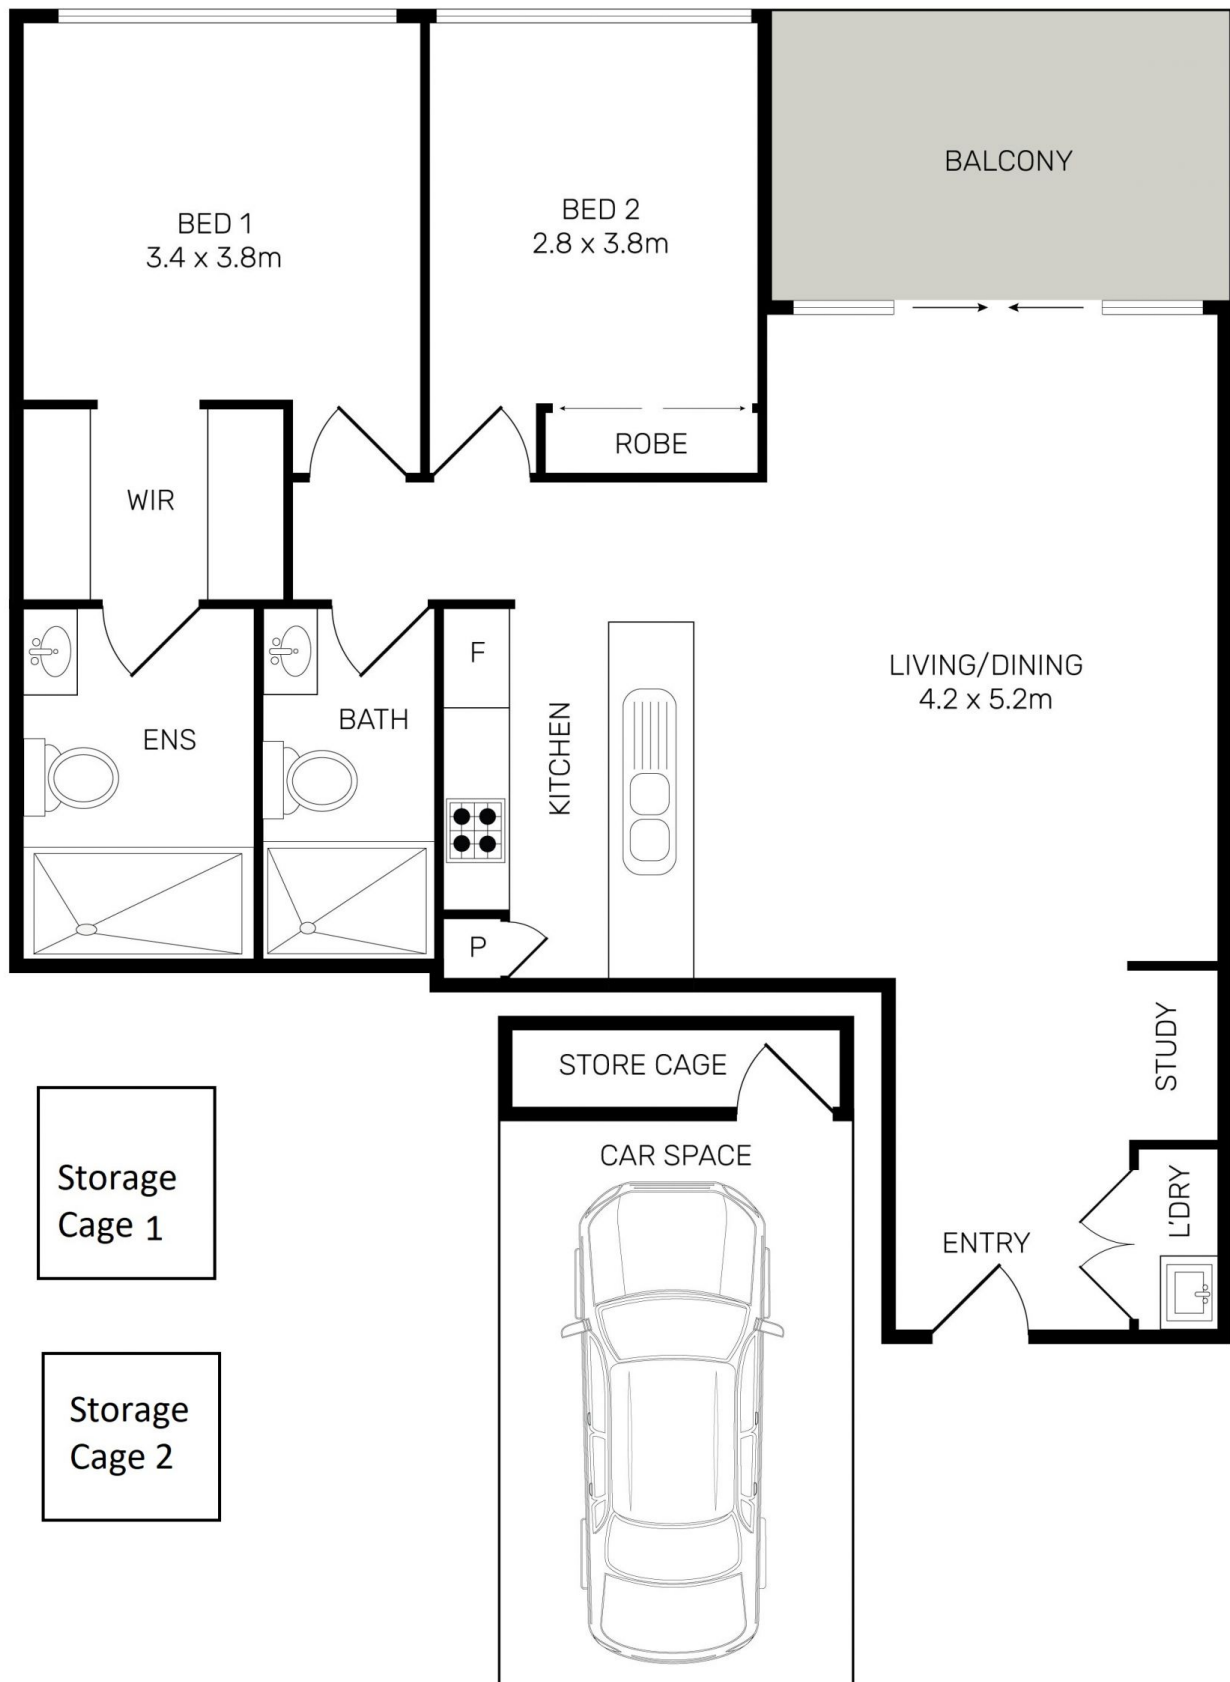 BED 1
3.4 x 3.8m
BED 2
2.8 x 3.8m
BALCONY
ROBE
WIR
F
ENS
BATH
KITCHEN
LIVING/DINING
4.2 x 5.2m
P
STUDY
STORE CAGE
CAR SPACE
L'DRY
ENTRY
Storage
Cage 1
Storage
Cage 2